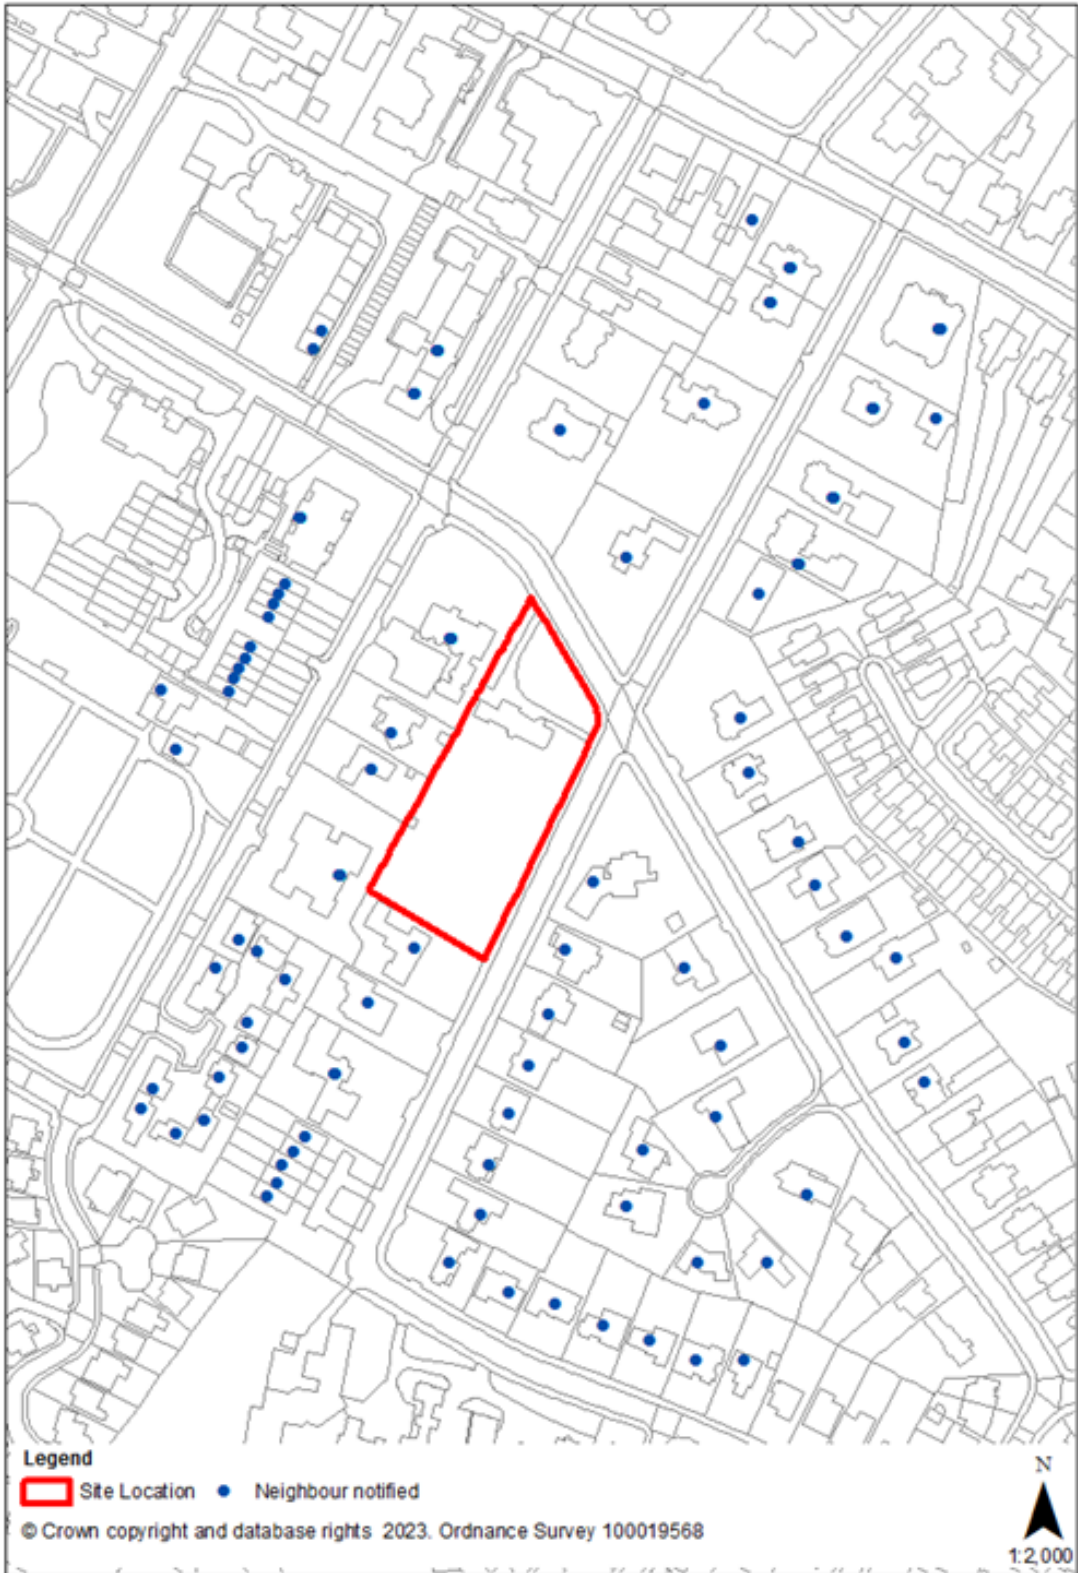 Legend
Site Location
Neighbour notified
© Crown copyright and database rights 2023. Ordnance Survey 100019568
N
1:2,000